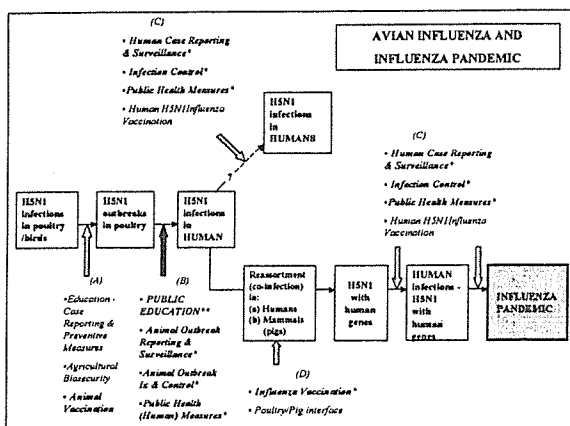 (C)
• Human Case Reporting
& Surveillance*
• Infection Control*
• Public Health Measures*
• Human H5N1Influenza
Vaccination
AVIAN INFLUENZA AND
INFLUENZA PANDEMIC
H5N1
infections
in
HUMANS
?
(C)
• Human Case Reporting
& Surveillance*
• Infection Control*
• Public Health Measures*
• Human H5N1Influenza
Vaccination
H5N1
infections
in poultry
/birds
H5N1
outbreaks
in poultry
H5N1
infections
in
HUMAN
(A)
•Education -
Case
Reporting &
Preventive
Measures
•Agricultural
Biosecurity
• Animal
Vaccination
(B)
• PUBLIC
EDUCATION**
• Animal Outbreak
Reporting &
Surveillance*
• Animal Outbreak
Ix & Control*
• Public Health
(Human) Measures*
Reassortment
(co-infection)
in:
(a) Humans
(b) Mammals
(pigs)
H5N1
with human
genes
HUMAN
infections -
H5N1 with
human
genes
INFLUENZA
PANDEMIC
(D)
• Influenza Vaccination*
• Poultry/Pig interface